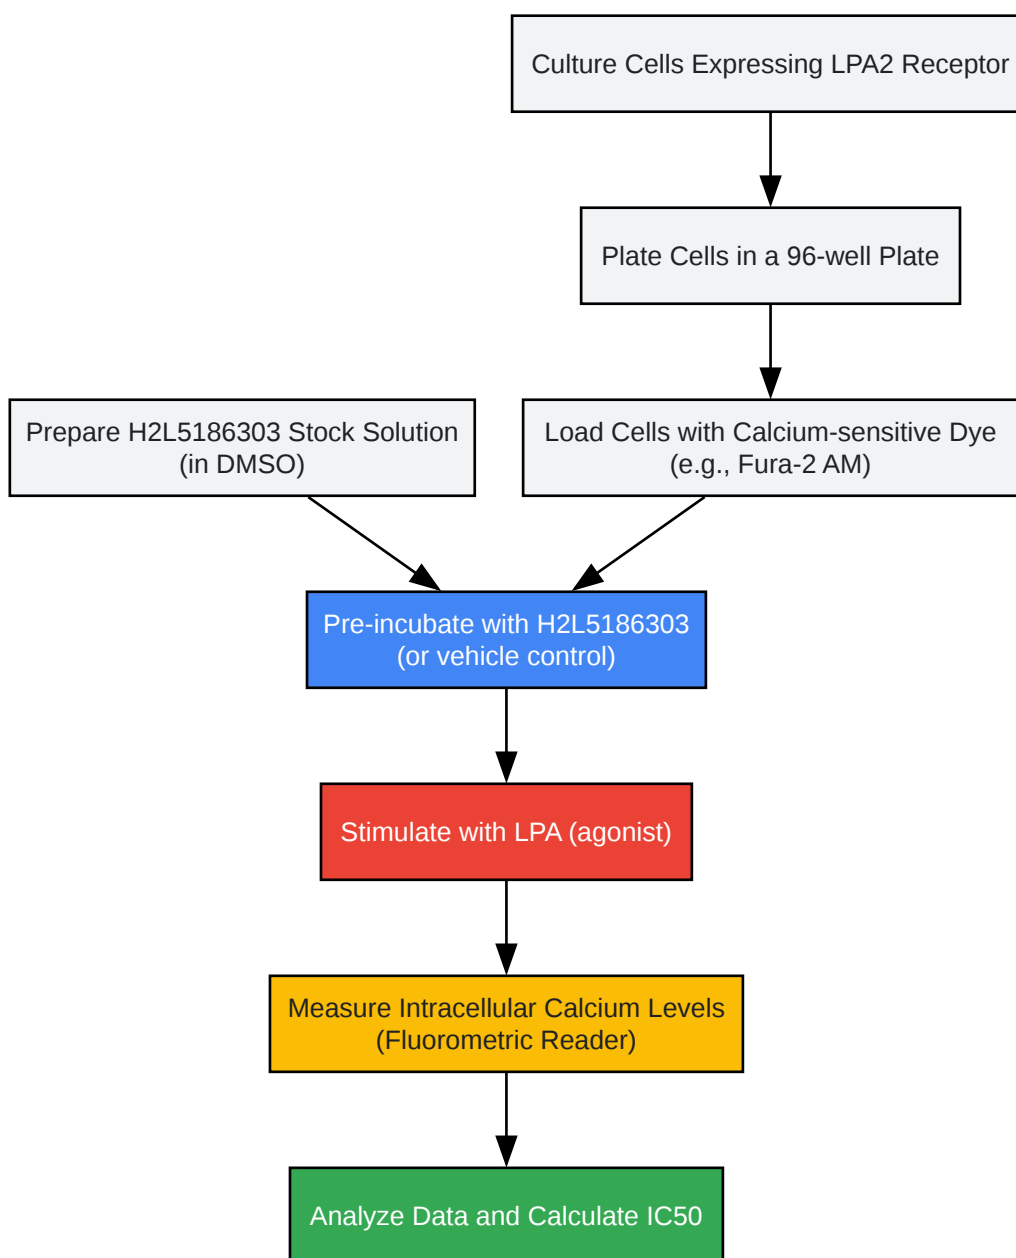 Culture Cells Expressing LPA2 Receptor
Plate Cells in a 96-well Plate
Prepare H2L5186303 Stock Solution
(in DMSO)
Load Cells with Calcium-sensitive Dye
(e.g., Fura-2 AM)
Pre-incubate with H2L5186303
(or vehicle control)
Stimulate with LPA (agonist)
Measure Intracellular Calcium Levels
(Fluorometric Reader)
Analyze Data and Calculate IC50